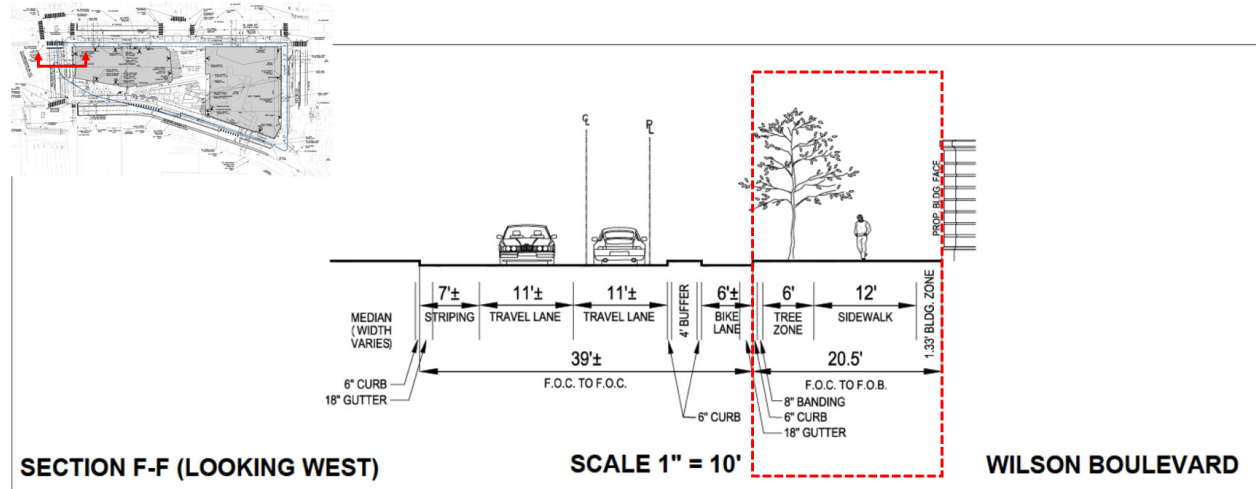 ℄
PL
PROP. BLDG. FACE
7'±
11'±
11'±
6'±
6'
12'
STRIPING
TRAVEL LANE
TRAVEL LANE
4' BUFFER
BIKE
LANE
TREE
ZONE
SIDEWALK
1.33' BLDG. ZONE
MEDIAN
(WIDTH
VARIES)
39'±
20.5'
F.O.C. TO F.O.C.
F.O.C. TO F.O.B.
6" CURB
18" GUTTER
6" CURB
8" BANDING
6" CURB
18" GUTTER
SECTION F-F (LOOKING WEST)
SCALE 1" = 10'
WILSON BOULEVARD